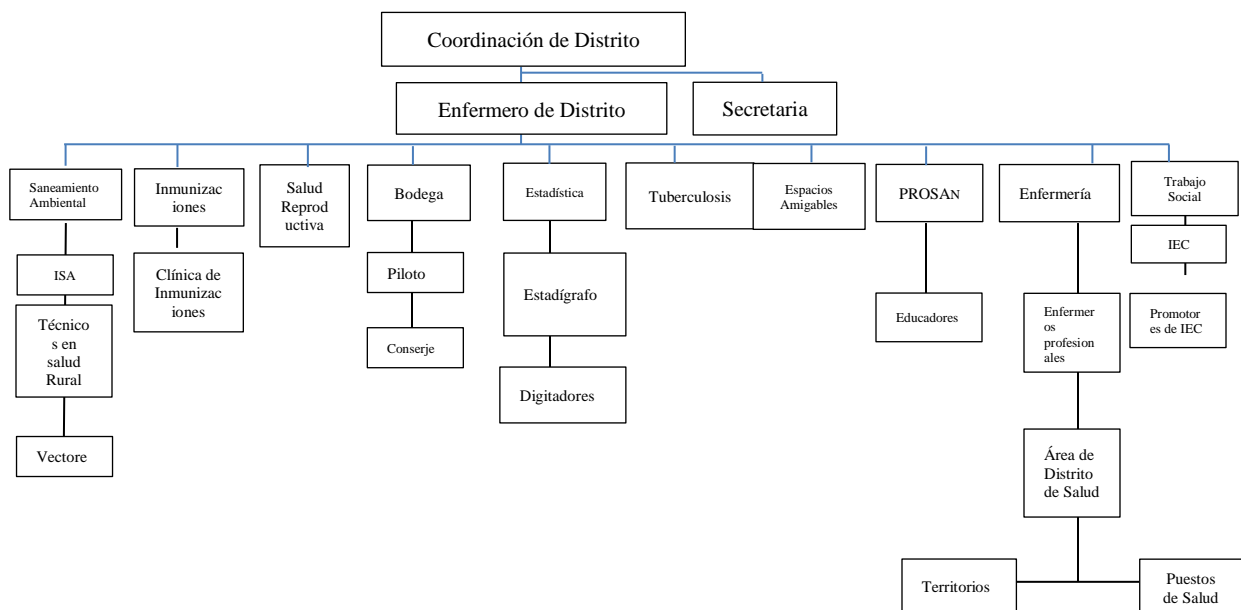 Coordinación de Distrito
Enfermero de Distrito
Secretaria
Saneamiento
Ambiental
Inmunizac
iones
Salud
Reprod
uctiva
Bodega
Estadística
Tuberculosis
Espacios
Amigables
PROSAN
Enfermería
Trabajo
Social
ISA
Clínica de
Inmunizac
iones
Piloto
Estadígrafo
Educadores
Enfermer
os
profesion
ales
IEC
Promotor
es de IEC
Técnico
s en
salud
Rural
Conserje
Digitadores
Vectore
Área de
Distrito
de Salud
Territorios
Puestos
de Salud